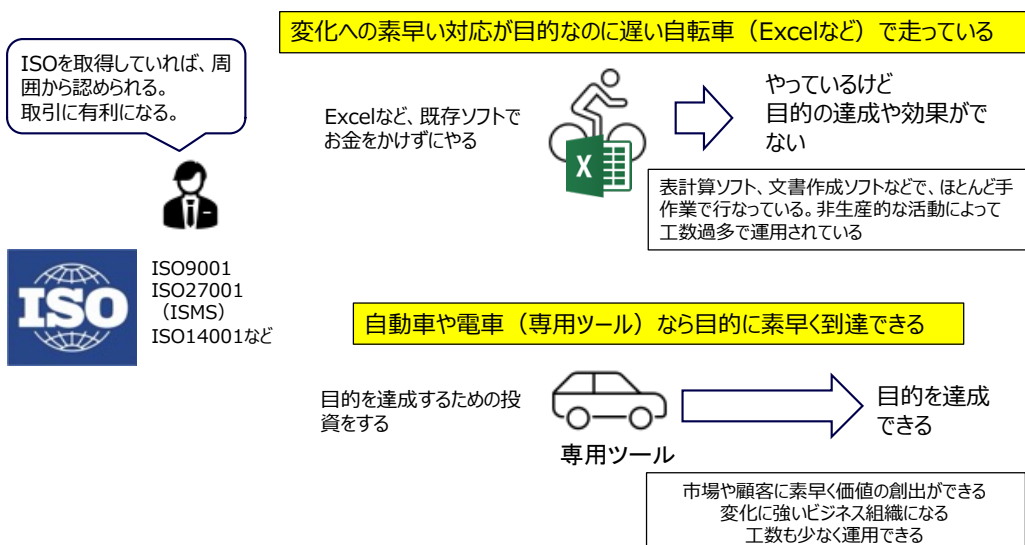 変化への素早い対応が目的なのに遅い自転車（Excelなど）で走っている
ISOを取得していれば、周
囲から認められる。
取引に有利になる。
Excelなど、既存ソフトで
お金をかけずにやる
X
やっているけど
目的の達成や効果がで
ない
表計算ソフト、文書作成ソフトなどで、ほとんど手
作業で行なっている。非生産的な活動によって
工数過多で運用されている
ISO
ISO9001
ISO27001
（ISMS）
ISO14001など
自動車や電車（専用ツール）なら目的に素早く到達できる
目的を達成するための投
資をする
専用ツール
目的を達成
できる
市場や顧客に素早く価値の創出ができる
変化に強いビジネス組織になる
工数も少なく運用できる